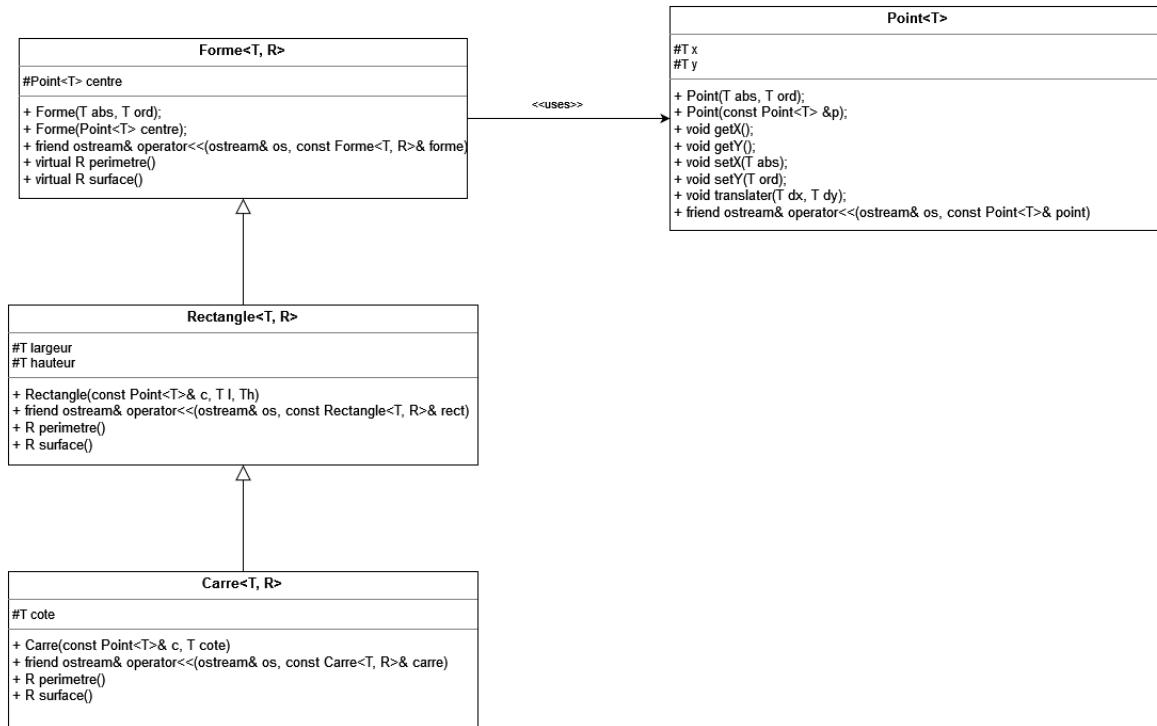 Forme<T, R>
#Point<T> centre
+ Forme(T abs, T ord);
+ Forme(Point<T> centre);
+ friend ostream& operator<<(ostream& os, const Forme<T, R>& forme)
+ virtual R perimetre()
+ virtual R surface()
<<uses>>
Point<T>
#T x
#T y
+ Point(T abs, T ord);
+ Point(const Point<T> &p);
+ void getX();
+ void getY();
+ void setX(T abs);
+ void setY(T ord);
+ void translater(T dx, T dy);
+ friend ostream& operator<<(ostream& os, const Point<T>& point)
Rectangle<T, R>
#T largeur
#T hauteur
+ Rectangle(const Point<T>& c, T l, Th)
+ friend ostream& operator<<(ostream& os, const Rectangle<T, R>& rect)
+ R perimetre()
+ R surface()
Carre<T, R>
#T cote
+ Carre(const Point<T>& c, T cote)
+ friend ostream& operator<<(ostream& os, const Carre<T, R>& carre)
+ R perimetre()
+ R surface()